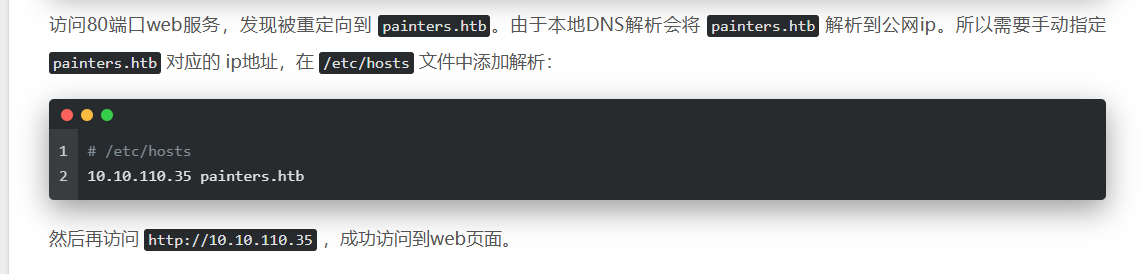 访问80端口web服务，发现被重定向到 painters.htb。由于本地DNS解析会将 painters.htb 解析到公网ip。所以需要手动指定
painters.htb 对应的 ip地址，在 /etc/hosts 文件中添加解析：
1 # /etc/hosts
2 10.10.110.35 painters.htb
然后再访问 http://10.10.110.35 ，成功访问到web页面。